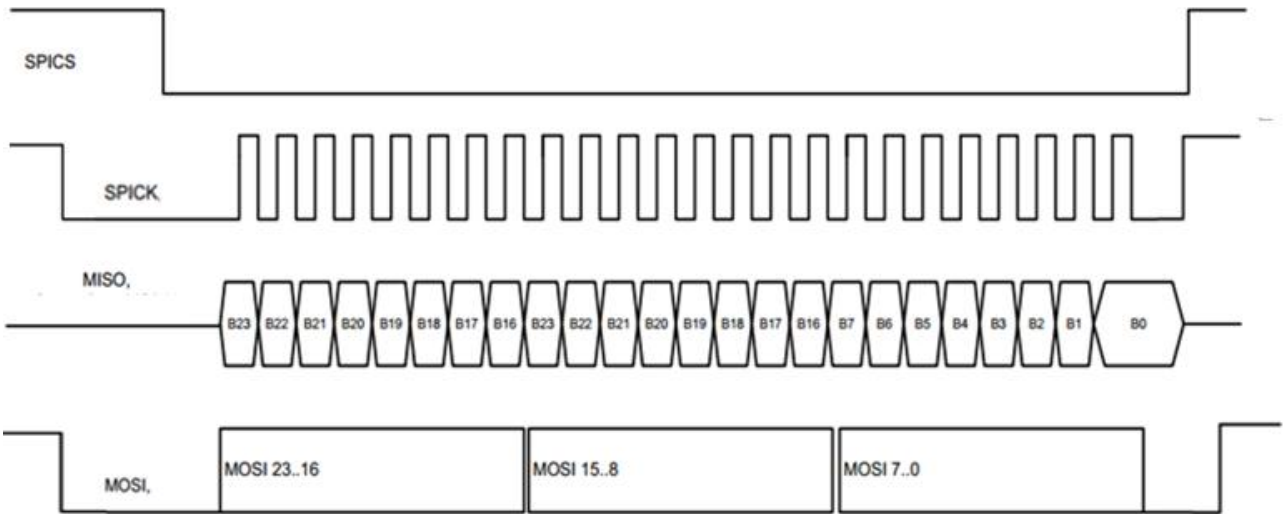 SPICS
SPICK,
MISO,
B23 B22 B21 B20 B19 B18 B17 B16 B23 B22 B21 B20 B19 B18 B17 B16 B7 B6 B5 B4 B3 B2 B1 B0
MOSI 23..16 MOSI 15..8 MOSI 7..0
MOSI,